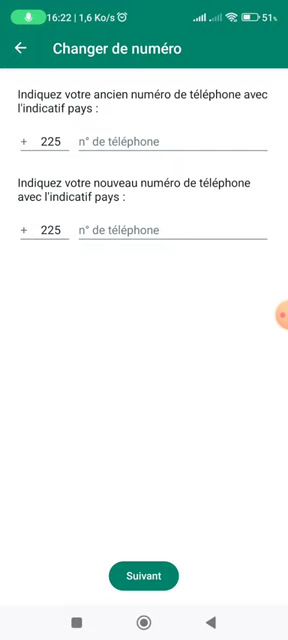 16:22 | 1,6 Ko/s
51%
Changer de numéro
Indiquez votre ancien numéro de téléphone avec
l'indicatif pays :
+ 225 n° de téléphone
Indiquez votre nouveau numéro de téléphone
avec l'indicatif pays :
+ 225 n° de téléphone
Suivant